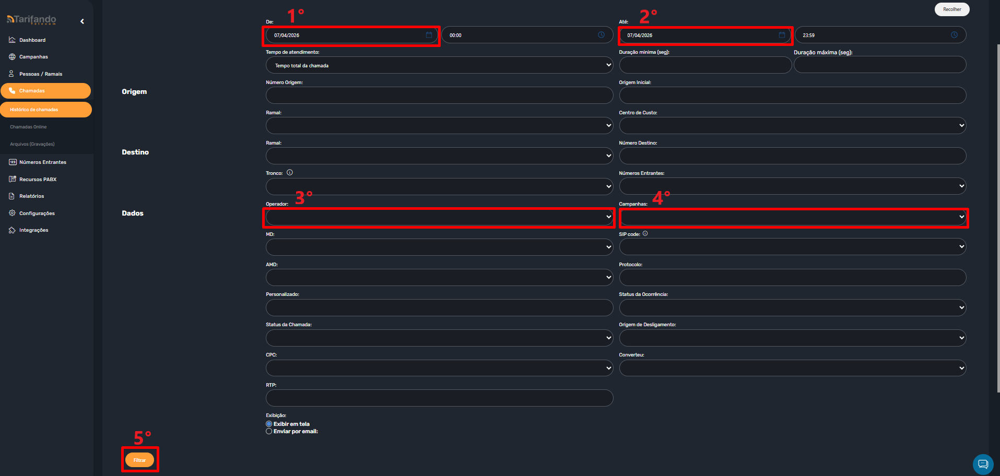 Tarifando
Telecom
Dashboard
Campanhas
Pessoas / Ramais
Chamadas
Histórico de chamadas
Chamadas Online
Arquivos (Gravações)
Números Entrantes
Recursos PABX
Relatórios
Configurações
Integrações
Recolher
1°
2°
De:
Até:
07/04/2026
00:00
07/04/2026
23:59
Tempo de atendimento:
Duração minima (seg):
Duração máxima (seg):
Tempo total da chamada
Origem
Número Origem:
Origem Inicial:
Ramal:
Centro de Custo:
Destino
Ramal:
Número Destino:
Tronco:
Números Entrantes:
3°
4°
Dados
Operador:
Campanhas:
MD:
SIP code:
AMD:
Protocolo:
Personalizado:
Status da Ocorrência:
Status da Chamada:
Origem de Desligamento:
CPC:
Converteu:
RTP:
Exibição:
Exibir em tela
Enviar por email:
5°
Filtrar